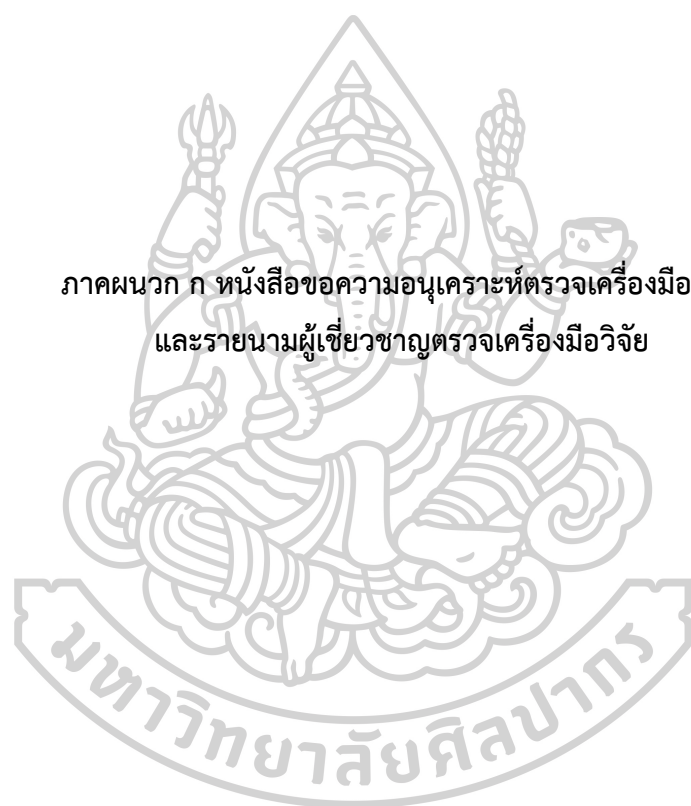 ภาคผนวก ก หนังสือขอความอนุเคราะห์ตรวจเครื่องมือ
และรายนามผู้เชี่ยวชาญตรวจเครื่องมือวิจัย
มหาวิทยาลัยศิลปากร